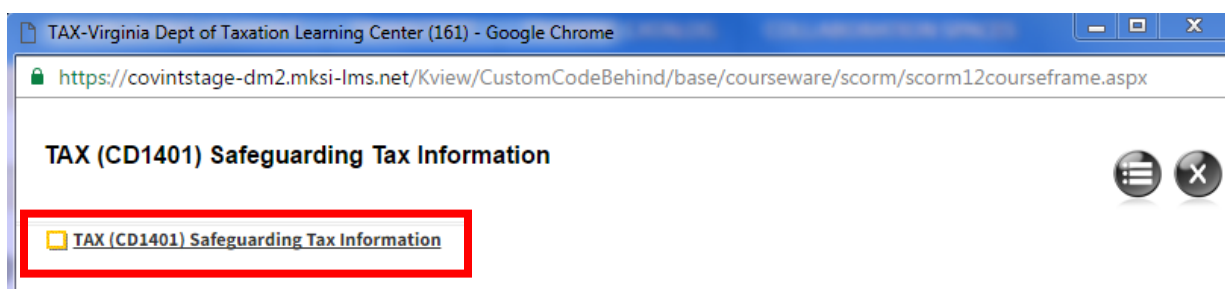 TAX-Virginia Dept of Taxation Learning Center (161) - Google Chrome
https://covintstage-dm2.mksi-lms.net/Kview/CustomCodeBehind/base/courseware/scorm/scorm12courseframe.aspx
TAX (CD1401) Safeguarding Tax Information
TAX (CD1401) Safeguarding Tax Information